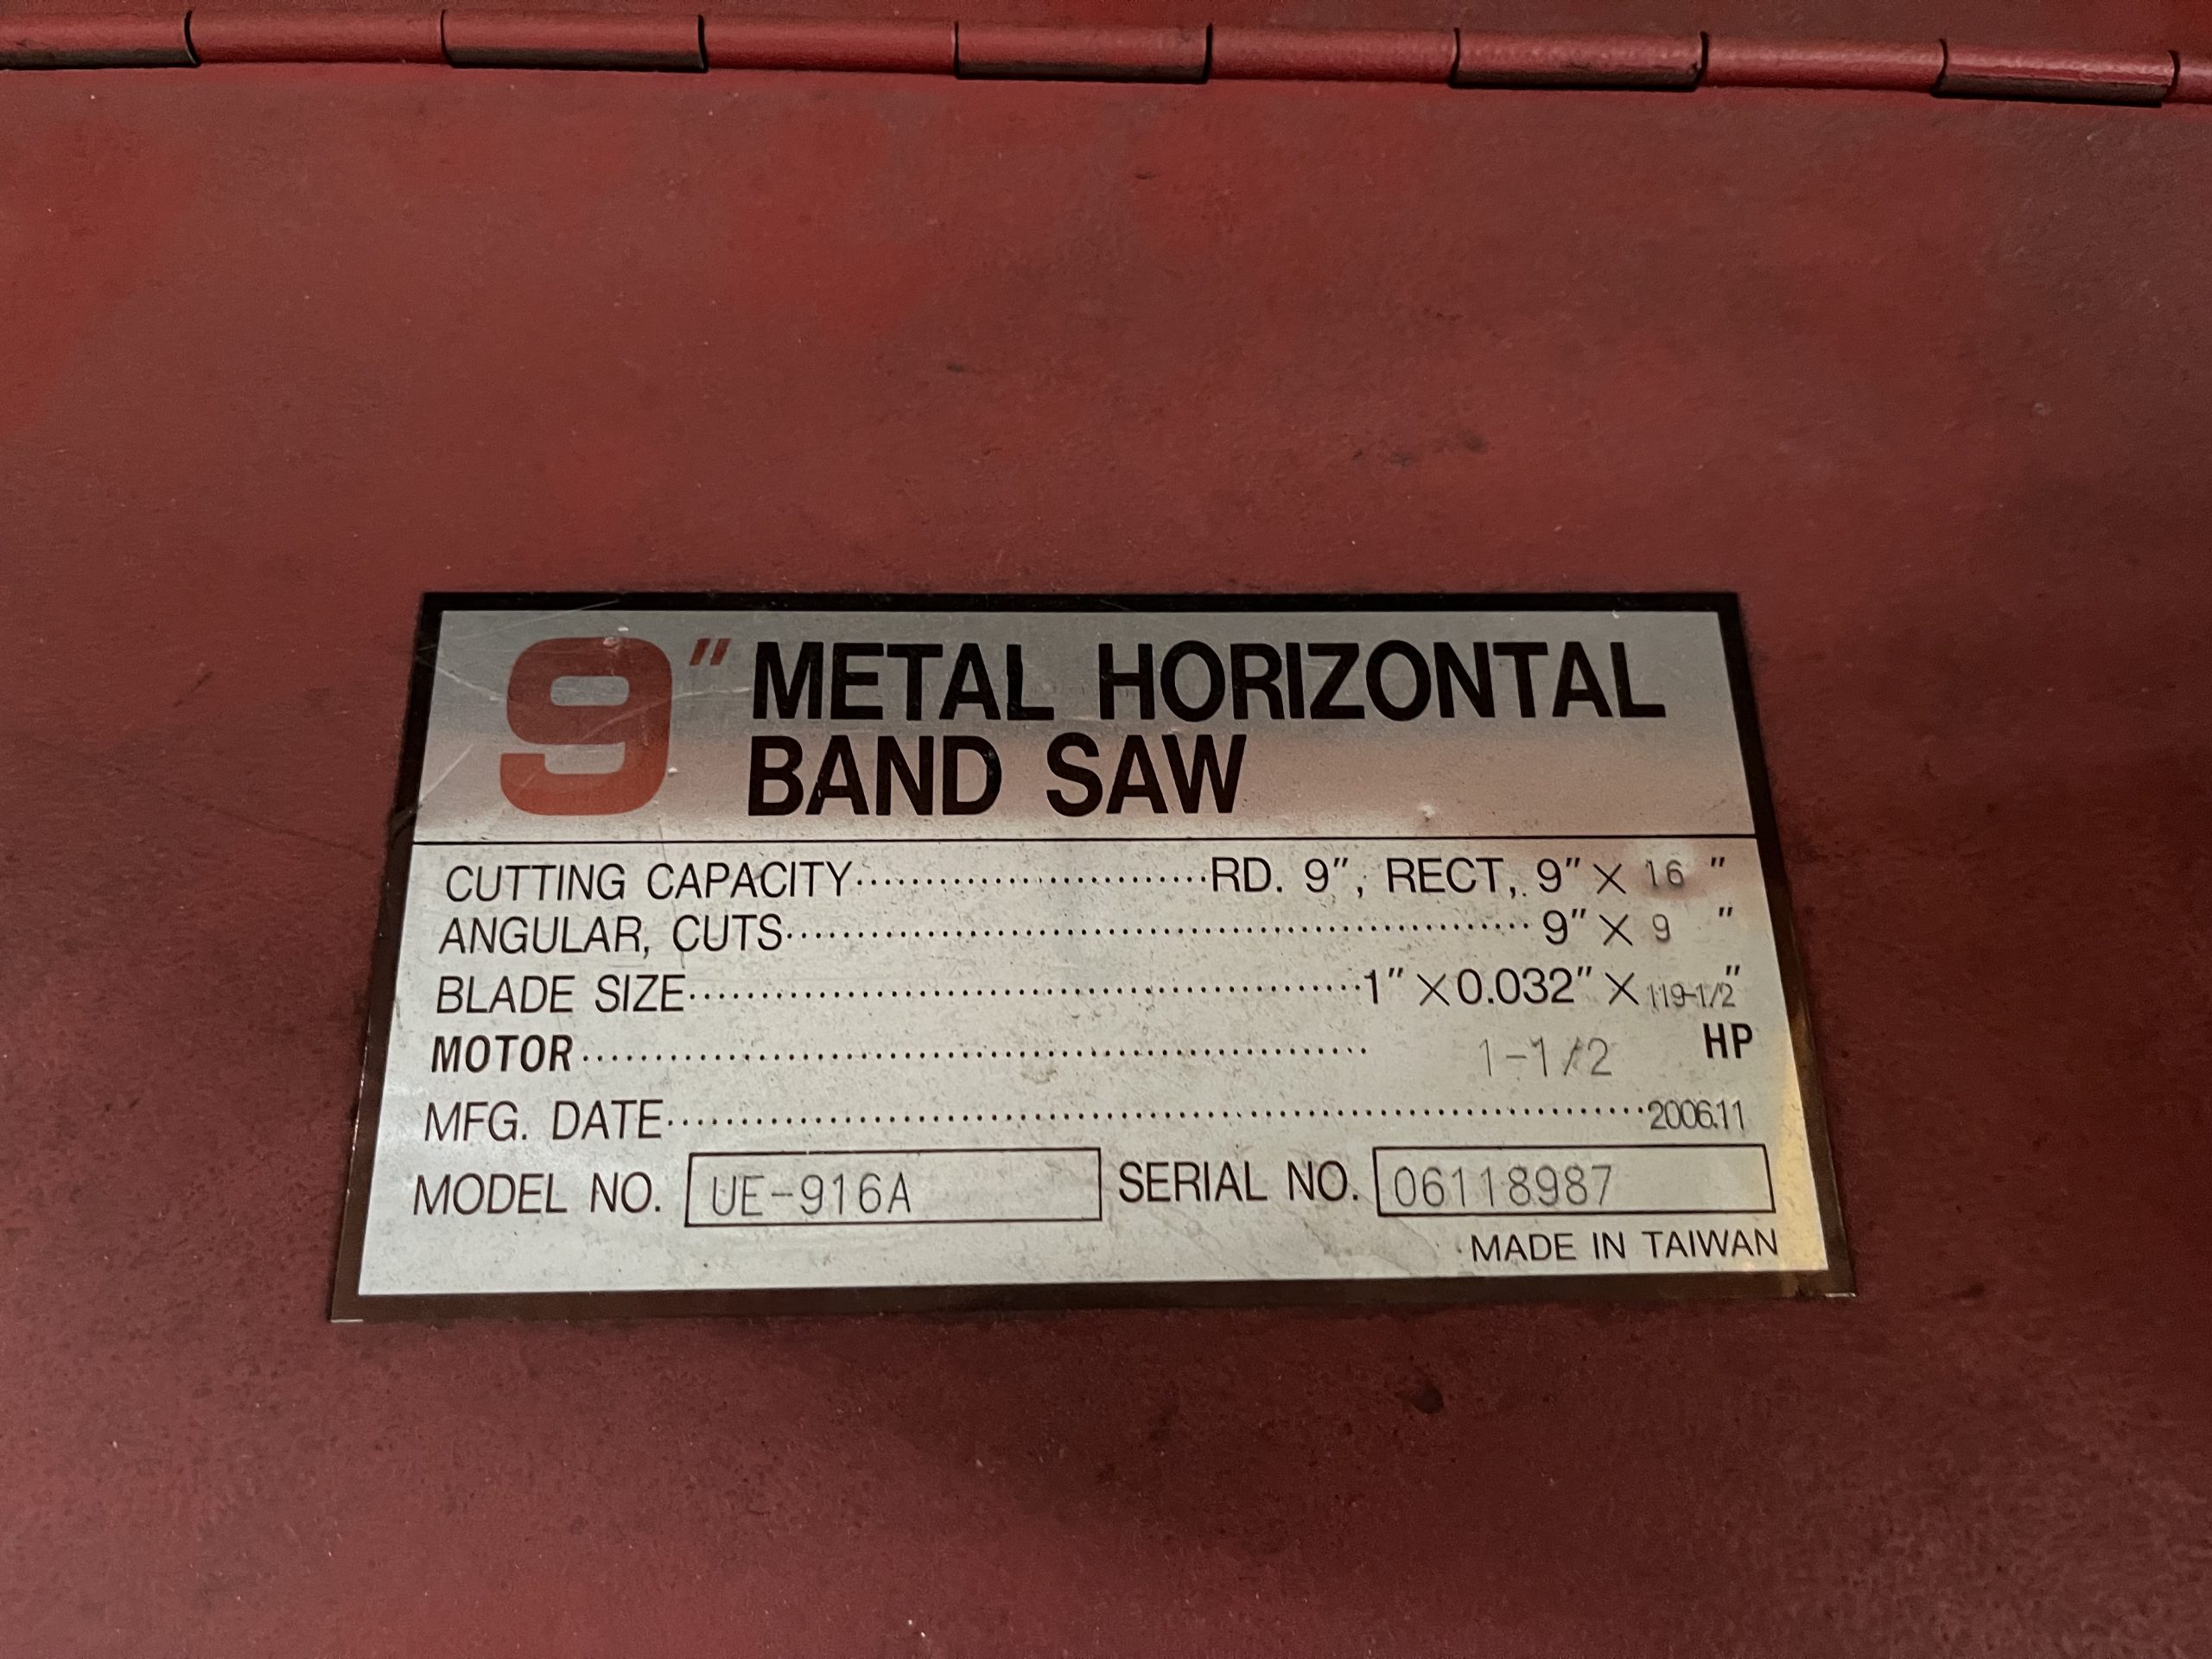 9" METAL HORIZONTAL
BAND SAW
CUTTING CAPACITY····························RD. 9", RECT, 9" × 16 "
ANGULAR, CUTS····························9" × 9 "
BLADE SIZE····························1" × 0.032" × 119-1/2"
MOTOR···························· 1-1/2 HP
MFG. DATE····························2006.11
MODEL NO. UE-916A SERIAL NO. 06118987
MADE IN TAIWAN